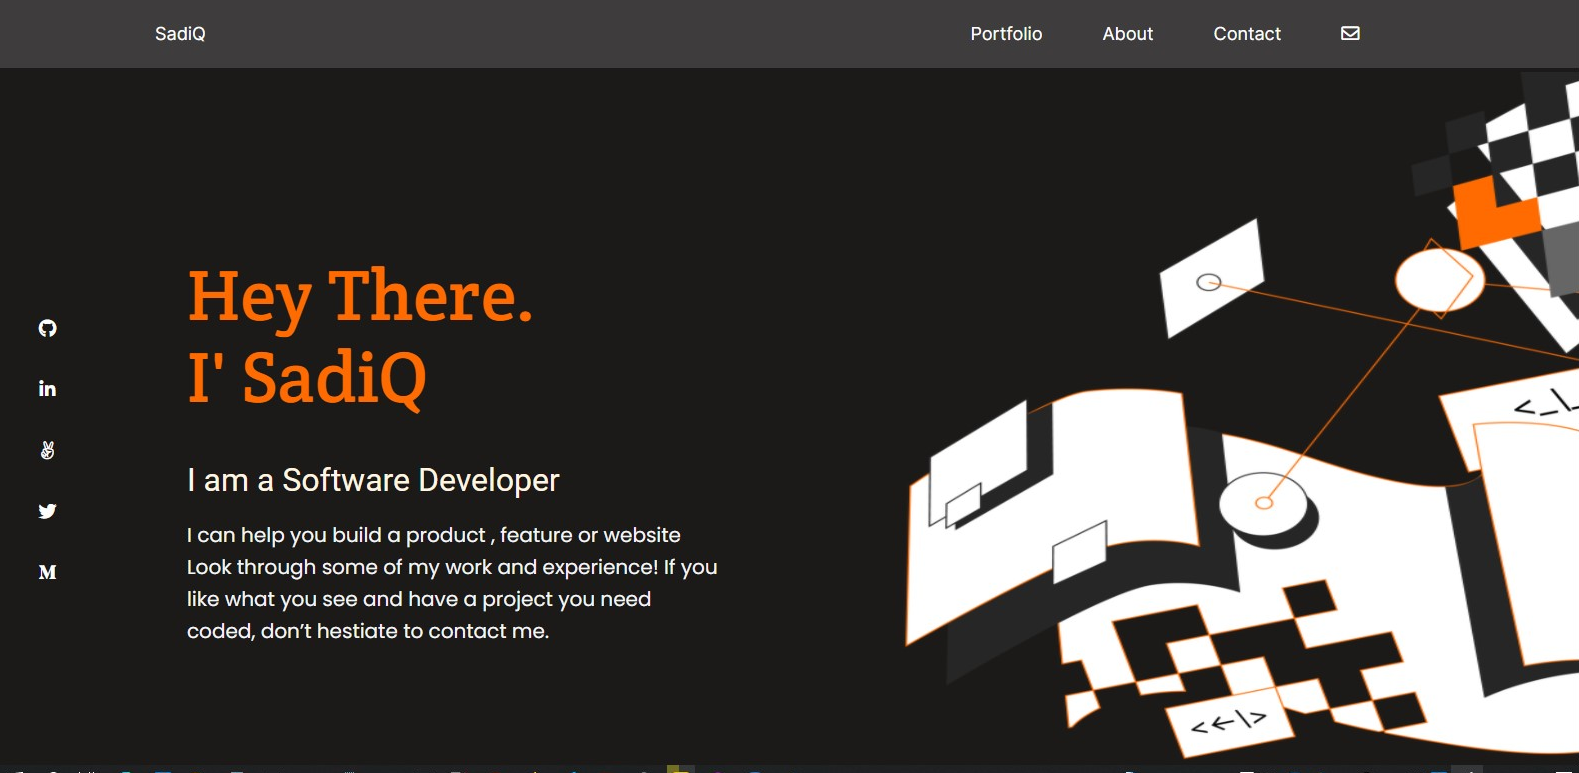 SadiQ
Portfolio
About
Contact
Hey There.
I' SadiQ
I am a Software Developer
I can help you build a product , feature or website
Look through some of my work and experience! If you
like what you see and have a project you need
coded, don’t hestiate to contact me.
in
M
<_\
<←\>